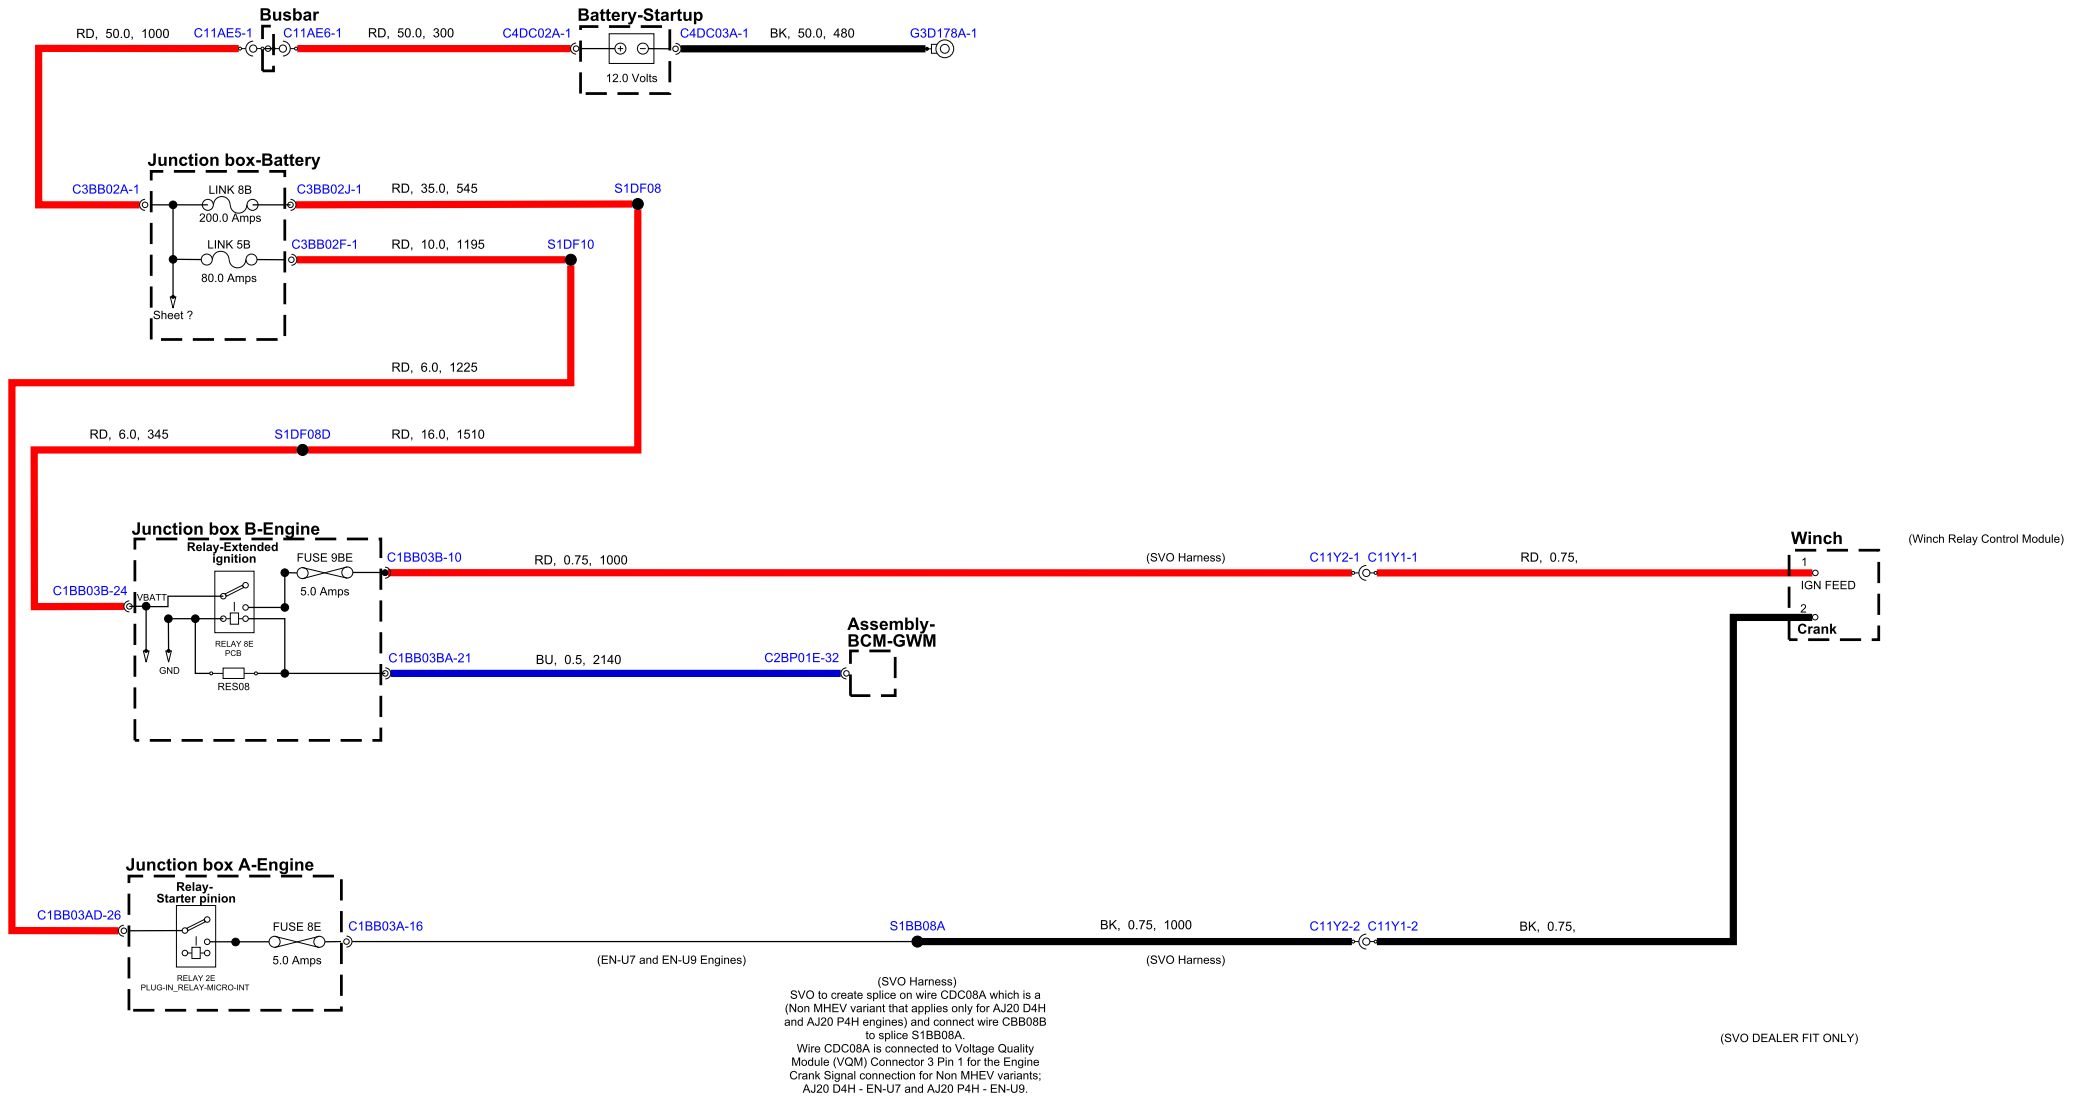 Busbar
Battery-Startup
RD, 50.0, 1000
C11AE5-1
C11AE6-1
RD, 50.0, 300
C4DC02A-1
C4DC03A-1
BK, 50.0, 480
G3D178A-1
12.0 Volts
Junction box-Battery
C3BB02A-1
LINK 8B
200.0 Amps
C3BB02J-1
RD, 35.0, 545
S1DF08
LINK 5B
80.0 Amps
C3BB02F-1
RD, 10.0, 1195
S1DF10
Sheet ?
RD, 6.0, 1225
RD, 6.0, 345
S1DF08D
RD, 16.0, 1510
Junction box B-Engine
Relay-Extended
ignition
FUSE 9BE
5.0 Amps
C1BB03B-10
RD, 0.75, 1000
(SVO Harness)
C11Y2-1
C11Y1-1
RD, 0.75,
Winch
(Winch Relay Control Module)
1
IGN FEED
2
Crank
C1BB03B-24
VBATT
RELAY 8E
PCB
GND
RES08
C1BB03BA-21
BU, 0.5, 2140
C2BP01E-32
Assembly-
BCM-GWM
Junction box A-Engine
Relay-
Starter pinion
C1BB03AD-26
FUSE 8E
5.0 Amps
C1BB03A-16
RELAY 2E
PLUG-IN_RELAY-MICRO-INT
(EN-U7 and EN-U9 Engines)
S1BB08A
BK, 0.75, 1000
(SVO Harness)
C11Y2-2
C11Y1-2
BK, 0.75,
(SVO Harness)
SVO to create splice on wire CDC08A which is a
(Non MHEV variant that applies only for AJ20 D4H
and AJ20 P4H engines) and connect wire CBB08B
to splice S1BB08A.
Wire CDC08A is connected to Voltage Quality
Module (VQM) Connector 3 Pin 1 for the Engine
Crank Signal connection for Non MHEV variants;
AJ20 D4H - EN-U7 and AJ20 P4H - EN-U9.
(SVO DEALER FIT ONLY)